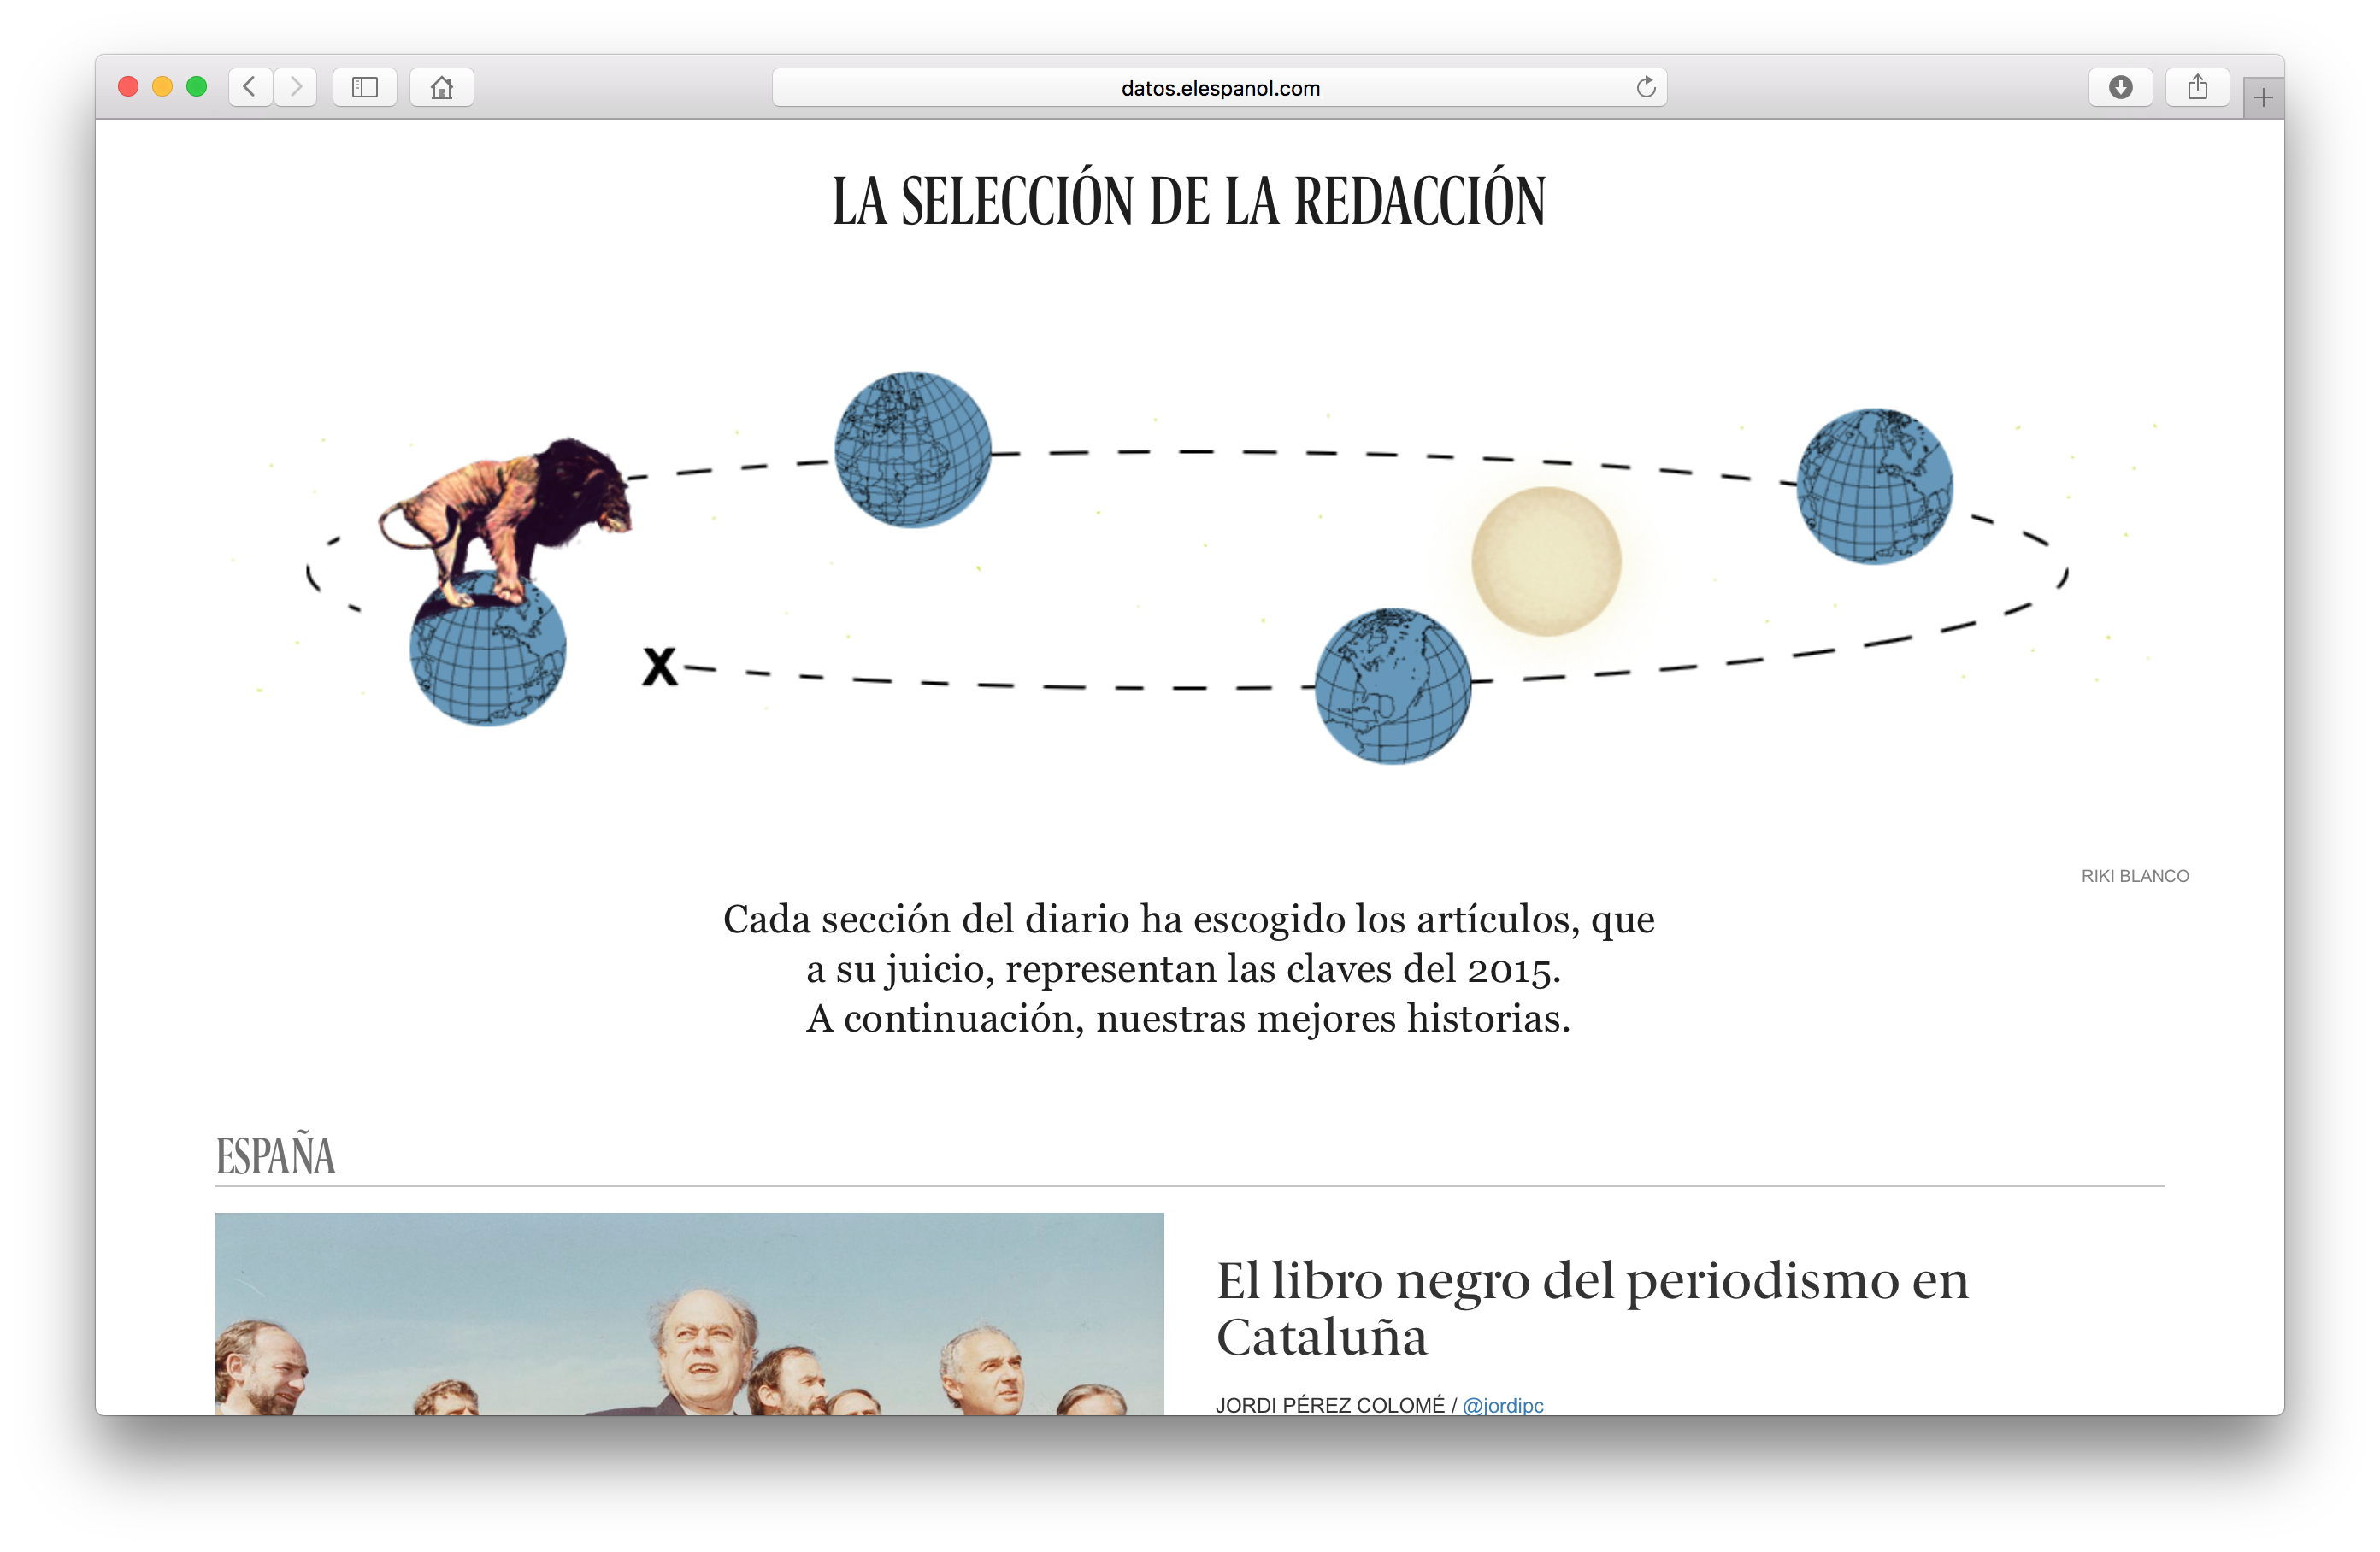 datos.elespanol.com
LA SELECCIÓN DE LA REDACCIÓN
X
RIKI BLANCO
Cada sección del diario ha escogido los artículos, que
a su juicio, representan las claves del 2015.
A continuación, nuestras mejores historias.
ESPAÑA
El libro negro del periodismo en
Cataluña
JORDI PÉREZ COLOMÉ / @jordipc